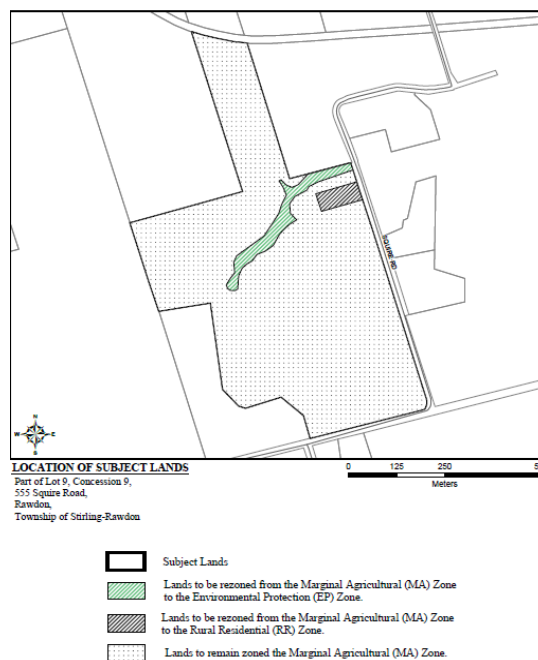 SQUIRE RD
N
W E
S
LOCATION OF SUBJECT LANDS
Part of Lot 9, Concession 9,
555 Squire Road,
Rawdon,
Township of Stirling-Rawdon
0 125 250 5
Meters
Subject Lands
Lands to be rezoned from the Marginal Agricultural (MA) Zone
to the Environmental Protection (EP) Zone.
Lands to be rezoned from the Marginal Agricultural (MA) Zone
to the Rural Residential (RR) Zone.
Lands to remain zoned the Marginal Agricultural (MA) Zone.